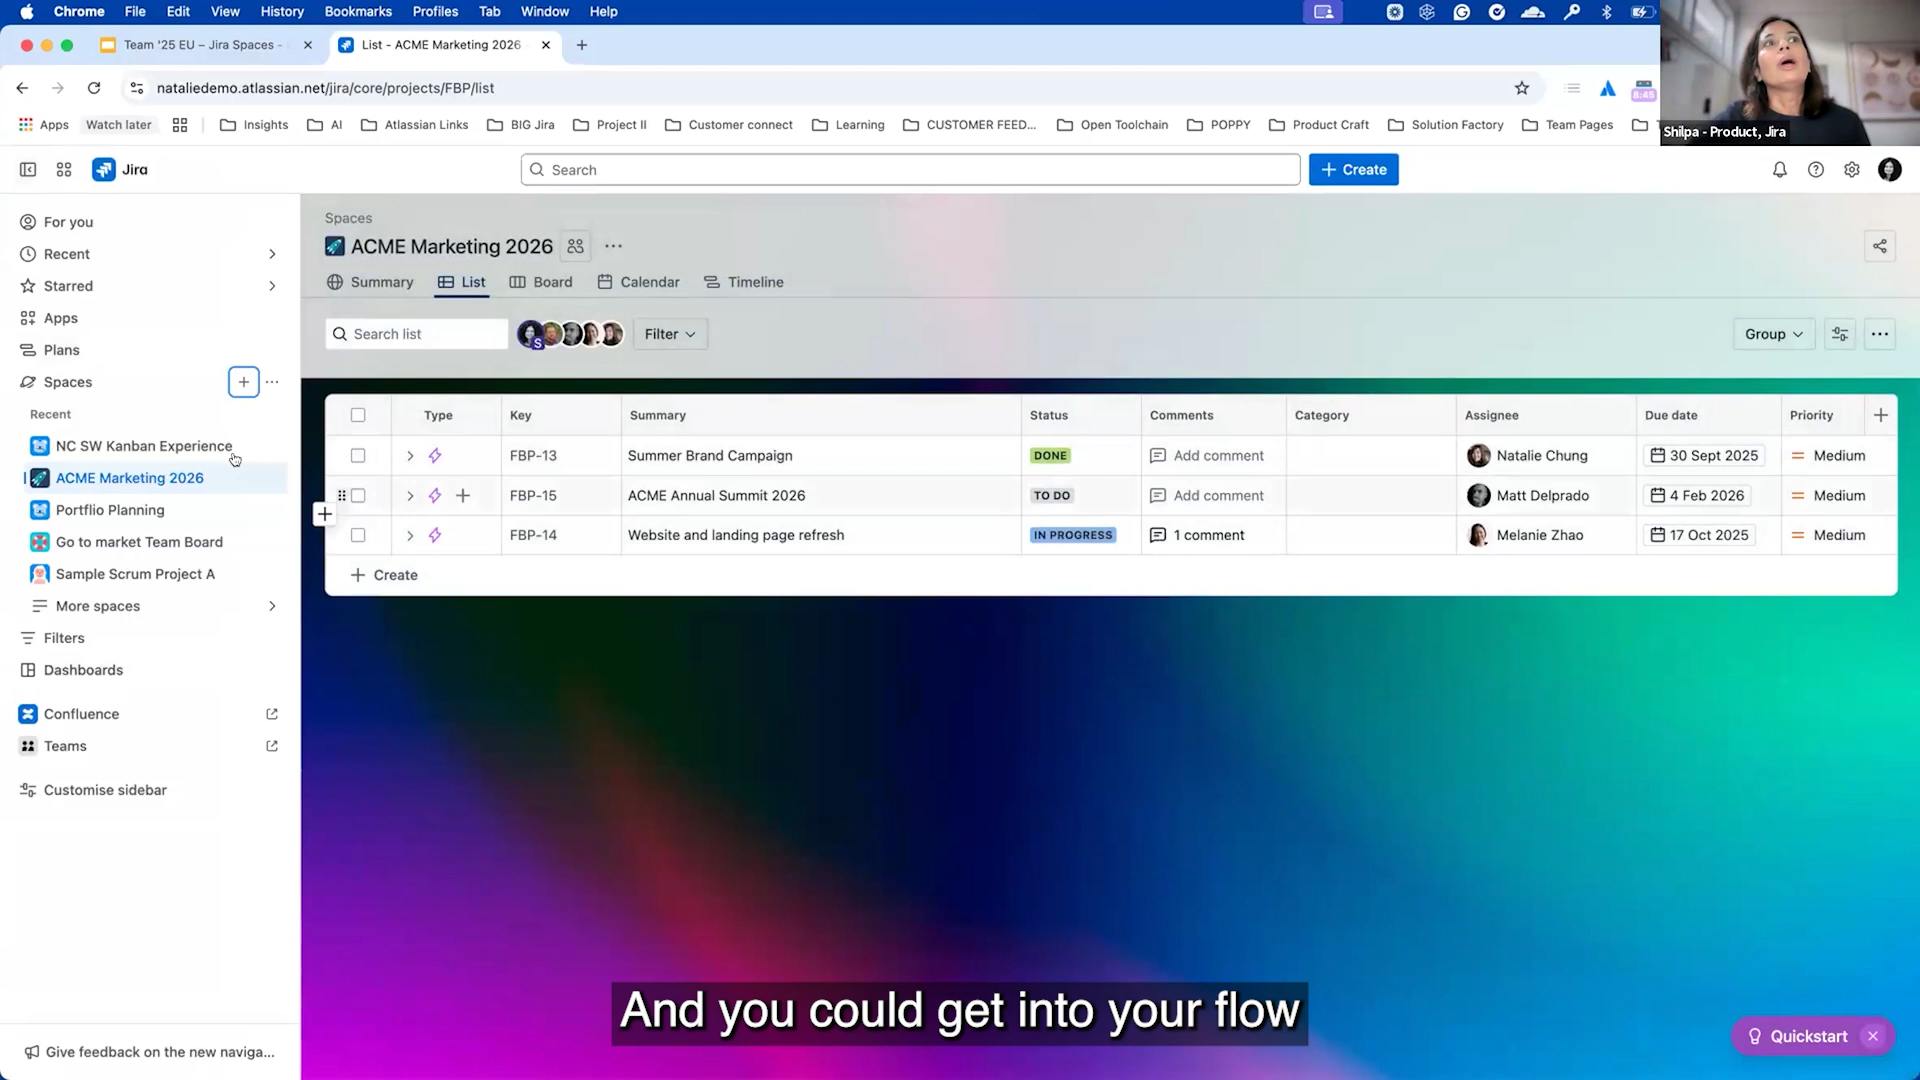 Chrome File Edit View History Bookmarks Profiles Tab Window Help
Team '25 EU – Jira Spaces -
List - ACME Marketing 2026
nataliedemo.atlassian.net/jira/core/projects/FBP/list
8:45
Apps Watch later Insights AI Atlassian Links BIG Jira Project II Customer connect Learning CUSTOMER FEED... Open Toolchain POPPY Product Craft Solution Factory Team Pages
Shilpa - Product, Jira
Jira
Search
Create
For you
Recent
Starred
Apps
Plans
Spaces
Recent
NC SW Kanban Experience
ACME Marketing 2026
Portflio Planning
Go to market Team Board
Sample Scrum Project A
More spaces
Filters
Dashboards
Confluence
Teams
Customise sidebar
Give feedback on the new naviga...
Spaces
ACME Marketing 2026
Summary List Board Calendar Timeline
Search list
S
Filter
Group
Type Key Summary Status Comments Category Assignee Due date Priority
FBP-13 Summer Brand Campaign DONE Add comment Natalie Chung 30 Sept 2025 Medium
FBP-15 ACME Annual Summit 2026 TO DO Add comment Matt Delprado 4 Feb 2026 Medium
FBP-14 Website and landing page refresh IN PROGRESS 1 comment Melanie Zhao 17 Oct 2025 Medium
Create
And you could get into your flow
Quickstart